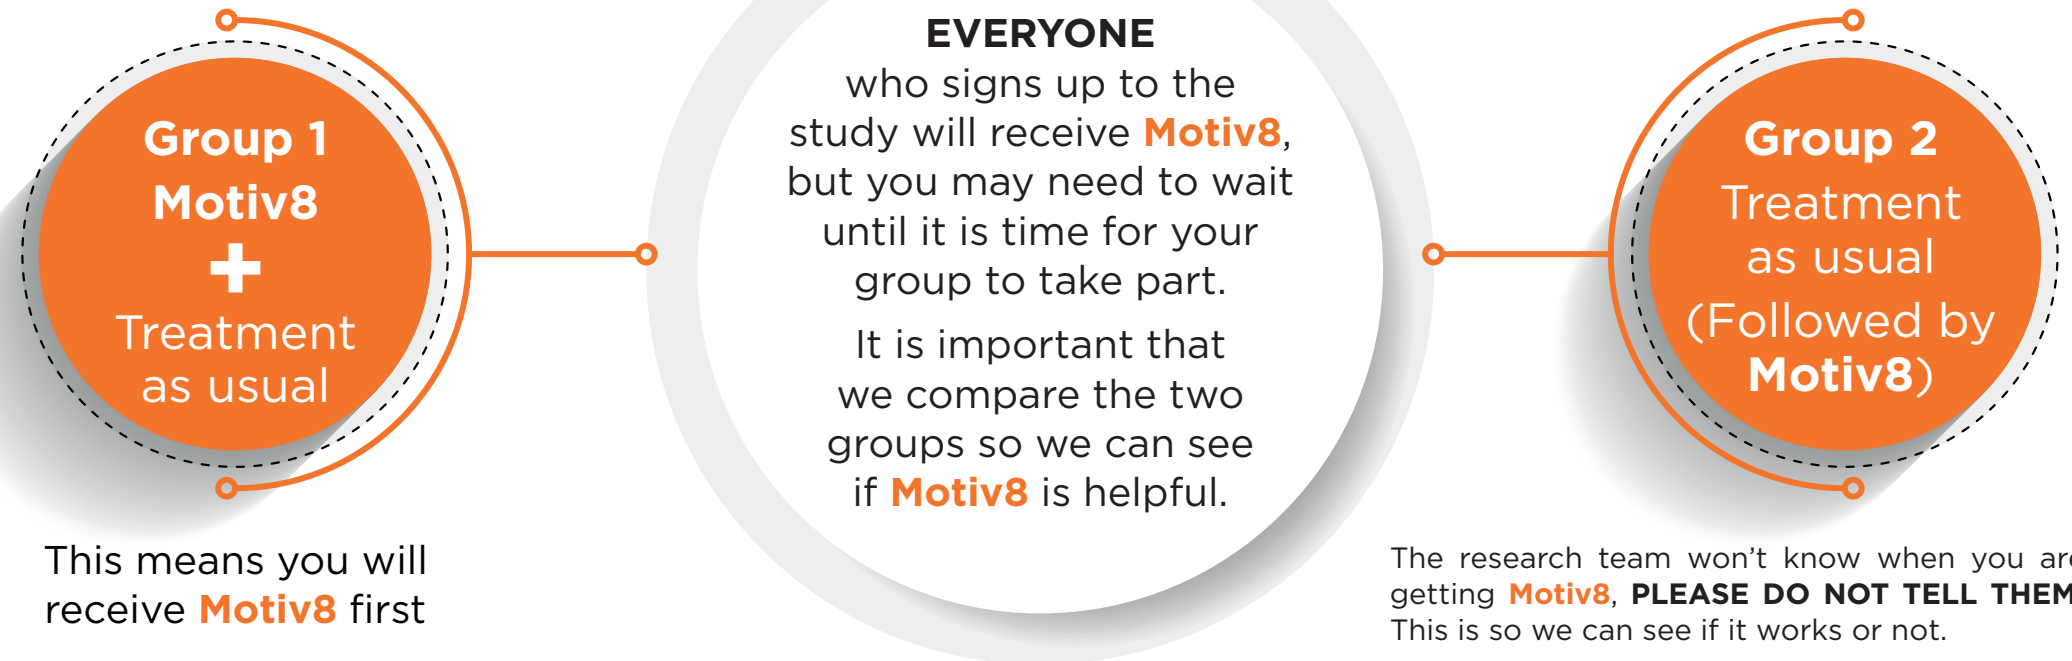 Group 1
Motiv8
+
Treatment
as usual
This means you will
receive Motiv8 first
EVERYONE
who signs up to the
study will receive Motiv8,
but you may need to wait
until it is time for your
group to take part.
It is important that
we compare the two
groups so we can see
if Motiv8 is helpful.
Group 2
Treatment
as usual
(Followed by
Motiv8)
The research team won’t know when you are
getting Motiv8, PLEASE DO NOT TELL THEM
This is so we can see if it works or not.